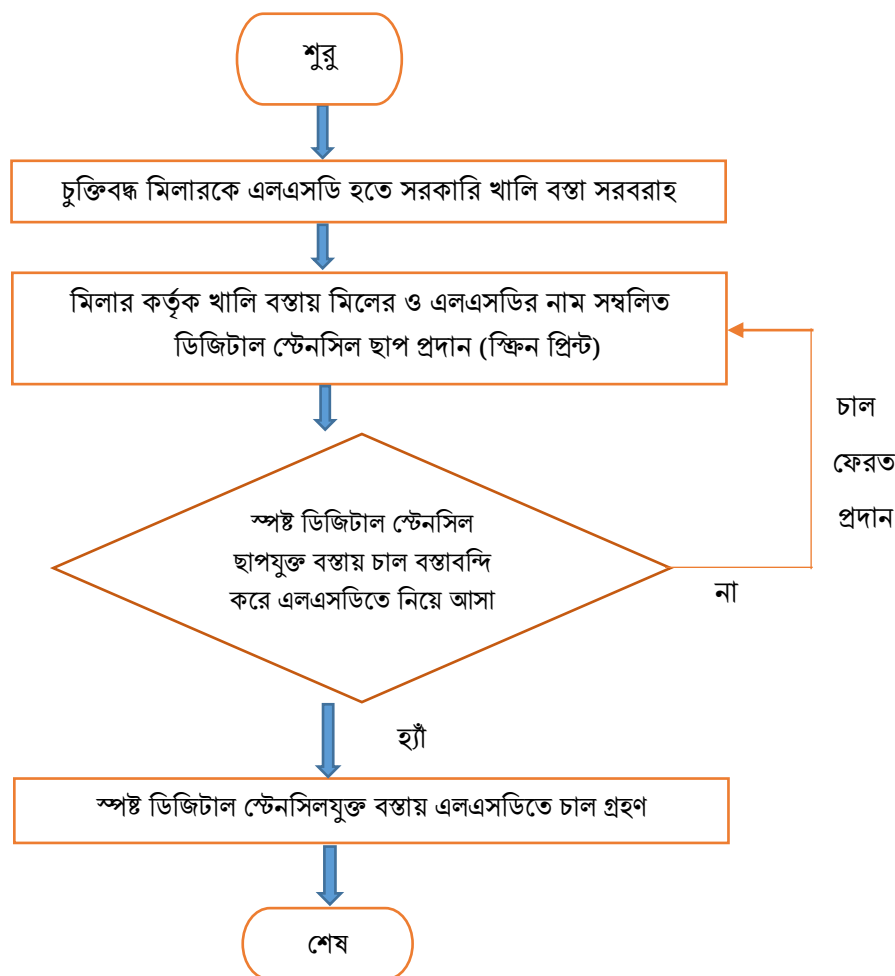 শুরু
চুক্তিবদ্ধ মিলারকে এলএসডি হতে সরকারি খালি বস্তা সরবরাহ
মিলার কর্তৃক খালি বস্তায় মিলের ও এলএসডির নাম সম্বলিত
ডিজিটাল স্টেনসিল ছাপ প্রদান (স্ক্রিন প্রিন্ট)
চাল
ফেরত
প্রদান
স্পষ্ট ডিজিটাল স্টেনসিল
ছাপযুক্ত বস্তায় চাল বস্তাবন্দি
করে এলএসডিতে নিয়ে আসা
না
হ্যাঁ
স্পষ্ট ডিজিটাল স্টেনসিলযুক্ত বস্তায় এলএসডিতে চাল গ্রহণ
শেষ